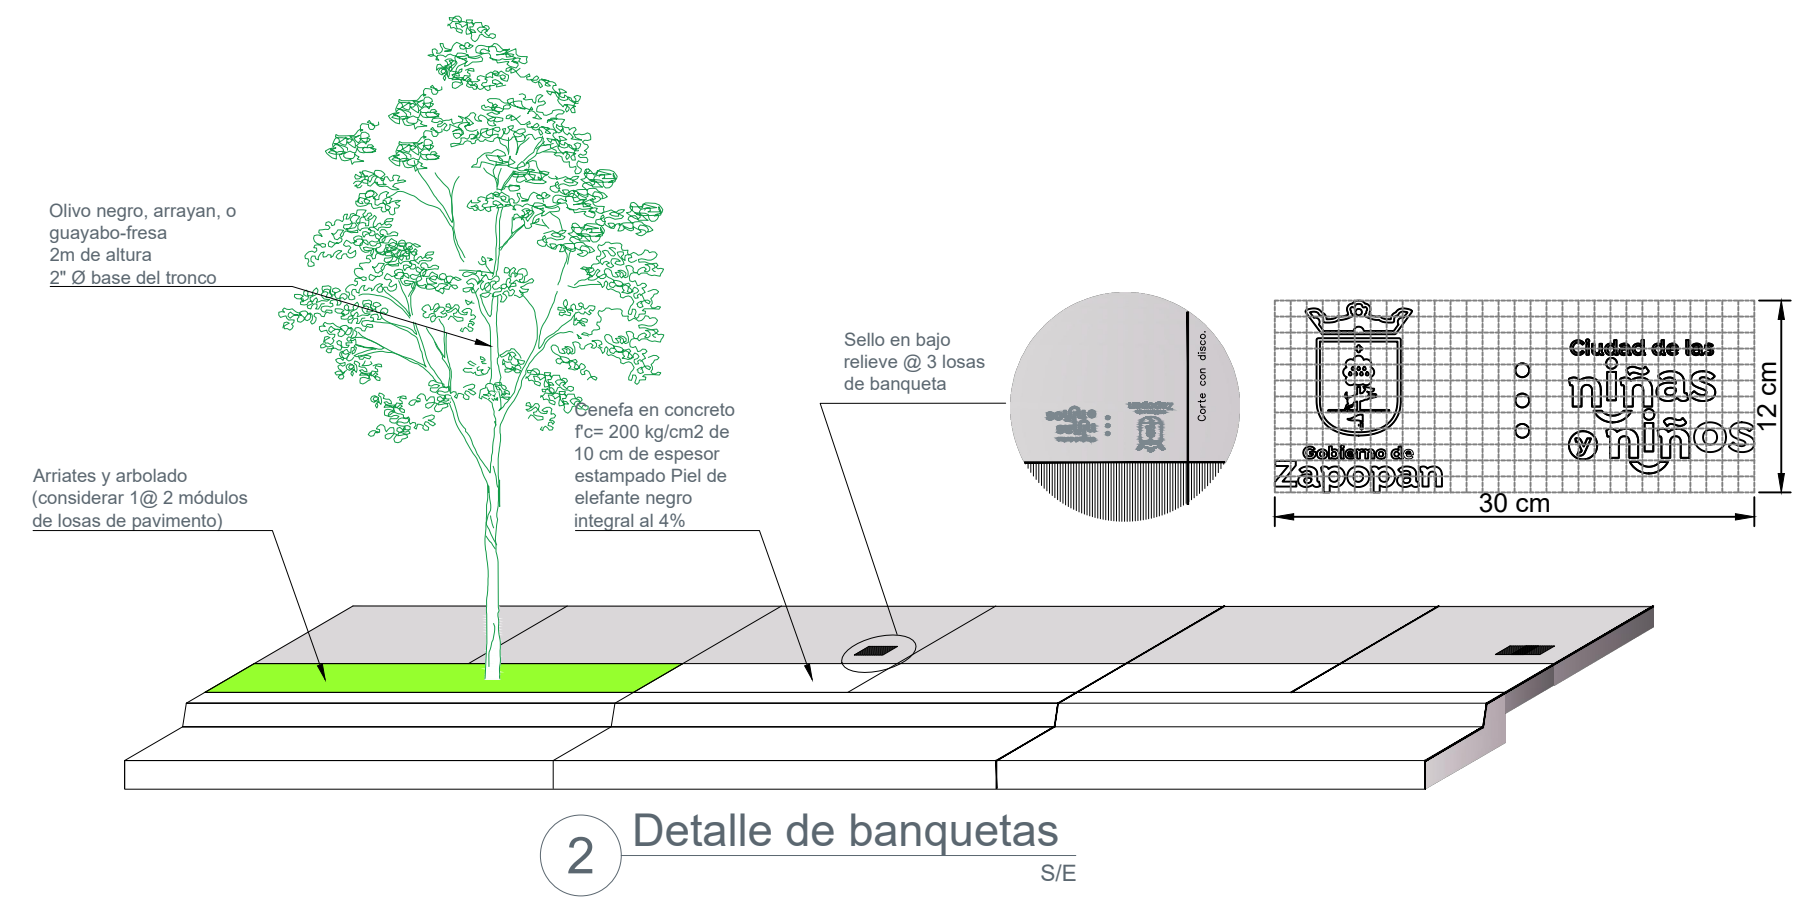 Olivo negro, arrayan, o
guayabo-fresa
2m de altura
2" Ø base del tronco
Arriates y arbolado
(considerar 1@ 2 módulos
de losas de pavimento)
Cenefa en concreto
f'c= 200 kg/cm2 de
10 cm de espesor
estampado Piel de
elefante negro
integral al 4%
Sello en bajo
relieve @ 3 losas
de banqueta
Corte con disco.
Gobierno de
Zapopan
Ciudad de las
niñas
y niños
12 cm
30 cm
2
Detalle de banquetas
S/E